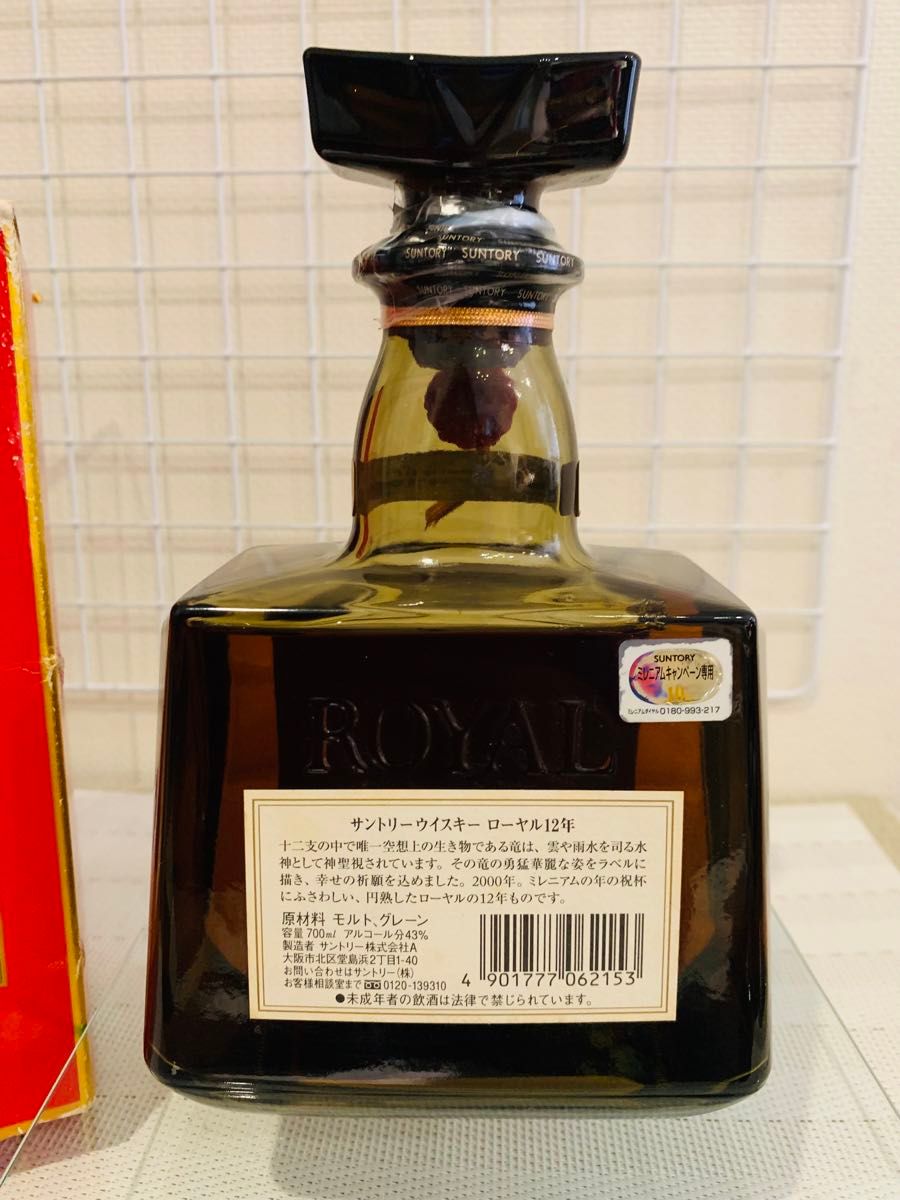 SUNTORY
SUNTORY SUNTORY SUNTORY
SUNTORY SUNTORY SUNTORY
SUNTORY
ミレニアムキャンペーン専用
ミレニアムダイヤル 0180-993-217
ROYAL
サントリーウイスキー ローヤル12年
十二支の中で唯一空想上の生き物である竜は、雲や雨水を司る水
神として神聖視されています。その竜の勇猛華麗な姿をラベルに
描き、幸せの祈願を込めました。2000年。ミレニアムの年の祝杯
にふさわしい、円熟したローヤルの12年ものです。
原材料 モルト、グレーン
容量 700ml アルコール分43%
製造者 サントリー株式会社A
大阪市北区堂島浜2丁目1-40
お問い合わせはサントリー(株)
お客様相談室まで 0120-139310
4 901777 062153
●未成年者の飲酒は法律で禁じられています。